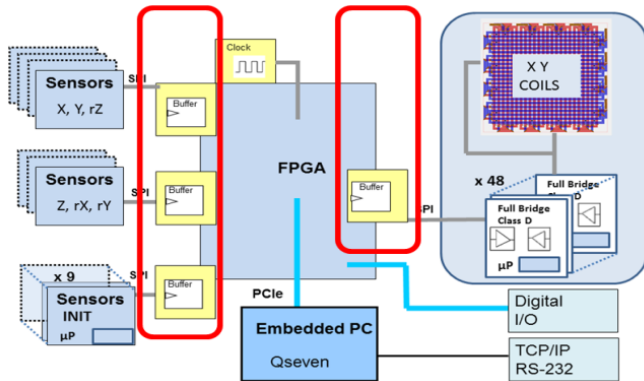 Clock
Sensors
X, Y, rZ
SPI
Buffer
X Y
COILS
FPGA
Sensors
Z, rX, rY
SPI
Buffer
Buffer
SPI
x 48
Full Bridge
Class D
Full Bridge
Class D
µP
x 9
Sensors
INIT
µP
SPI
Buffer
PCIe
Embedded PC
Qseven
Digital
I/O
TCP/IP
RS-232